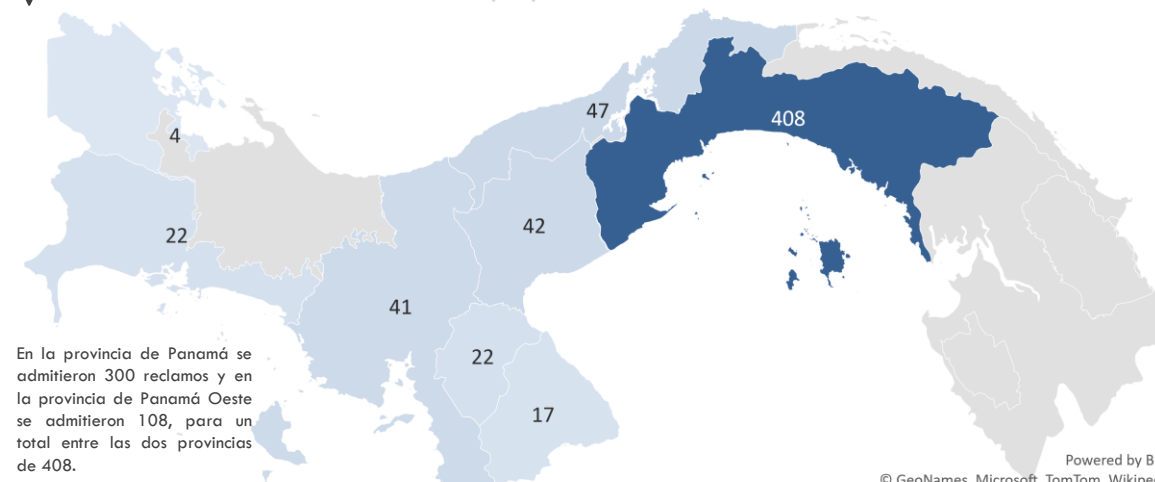 47
408
4
42
22
41
22
17
En la provincia de Panamá se
admitieron 300 reclamos y en
la provincia de Panamá Oeste
se admitieron 108, para un
total entre las dos provincias
de 408.
Powered by B
© GeoNames, Microsoft, TomTom, Wikiped